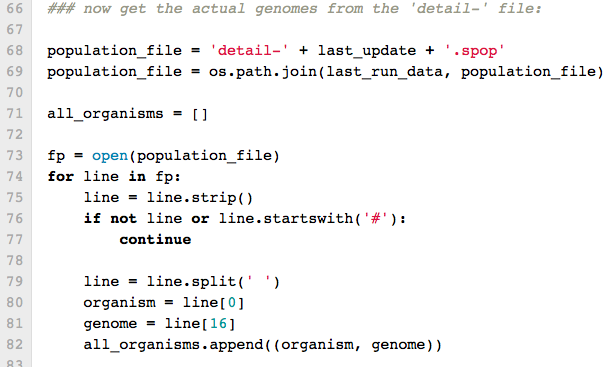 66 ### now get the actual genomes from the 'detail-' file:
67
68 population_file = 'detail-' + last_update + '.spop'
69 population_file = os.path.join(last_run_data, population_file)
70
71 all_organisms = []
72
73 fp = open(population_file)
74 for line in fp:
75     line = line.strip()
76     if not line or line.startswith('#'):
77         continue
78
79     line = line.split(' ')
80     organism = line[0]
81     genome = line[16]
82     all_organisms.append((organism, genome))
83